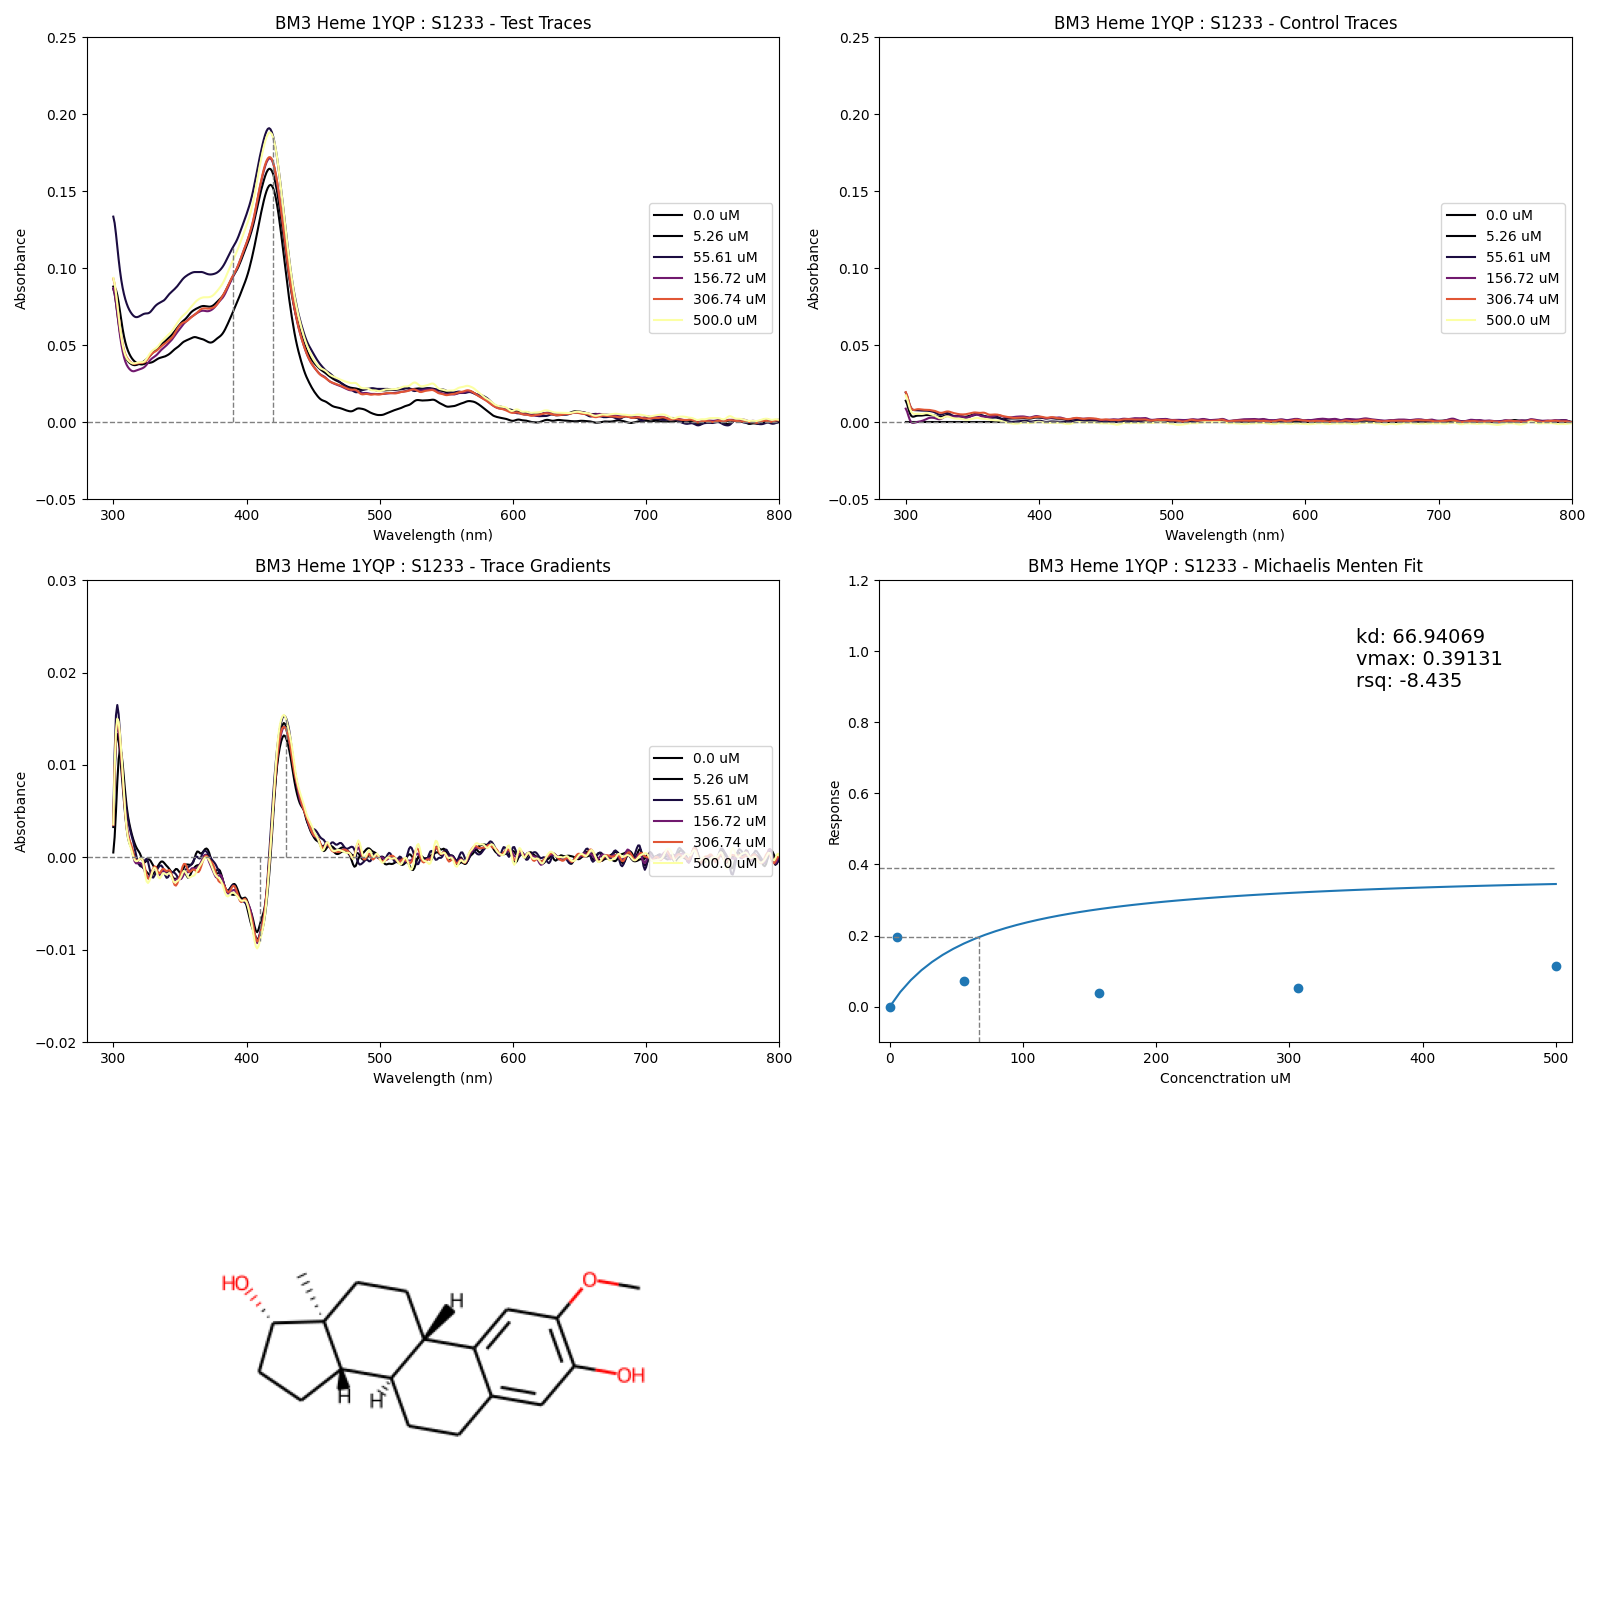 BM3 Heme 1YQP : S1233 - Test Traces
0.25
0.20
0.15
0.10
0.05
0.00
−0.05
Absorbance
300 400 500 600 700 800
Wavelength (nm)
0.0 uM
5.26 uM
55.61 uM
156.72 uM
306.74 uM
500.0 uM
BM3 Heme 1YQP : S1233 - Control Traces
0.25
0.20
0.15
0.10
0.05
0.00
−0.05
Absorbance
300 400 500 600 700 800
Wavelength (nm)
0.0 uM
5.26 uM
55.61 uM
156.72 uM
306.74 uM
500.0 uM
BM3 Heme 1YQP : S1233 - Trace Gradients
0.03
0.02
0.01
0.00
−0.01
−0.02
Absorbance
300 400 500 600 700 800
Wavelength (nm)
0.0 uM
5.26 uM
55.61 uM
156.72 uM
306.74 uM
500.0 uM
BM3 Heme 1YQP : S1233 - Michaelis Menten Fit
1.2
1.0
0.8
0.6
0.4
0.2
0.0
Response
kd: 66.94069
vmax: 0.39131
rsq: -8.435
0 100 200 300 400 500
Concenctration uM
HO
H
O
OH
H
H